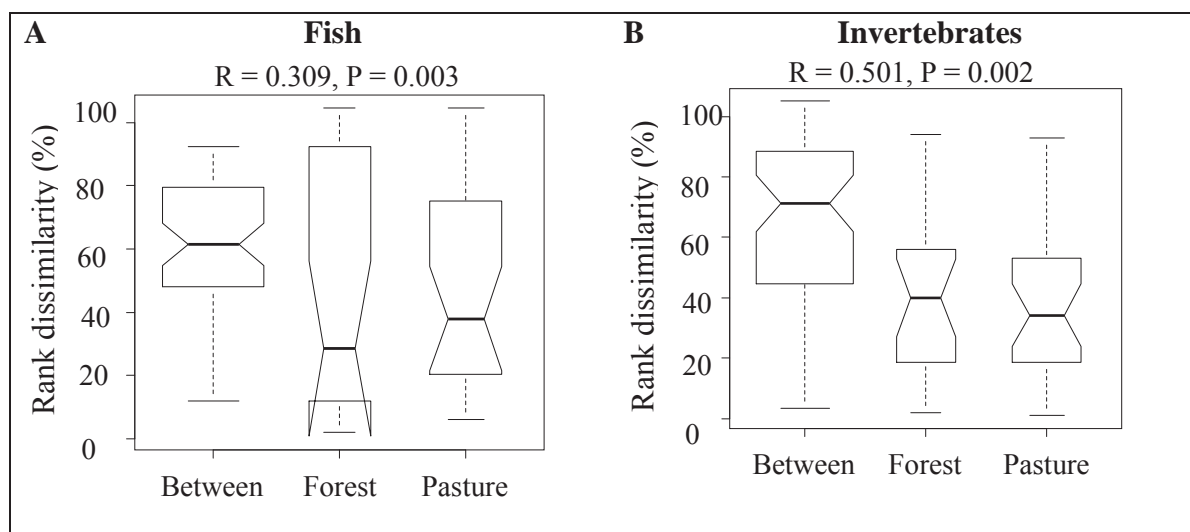 A
Fish
R = 0.309, P = 0.003
Rank dissimilarity (%)
100
80
60
40
20
0
Between Forest Pasture
B
Invertebrates
R = 0.501, P = 0.002
Rank dissimilarity (%)
100
80
60
40
20
0
Between Forest Pasture